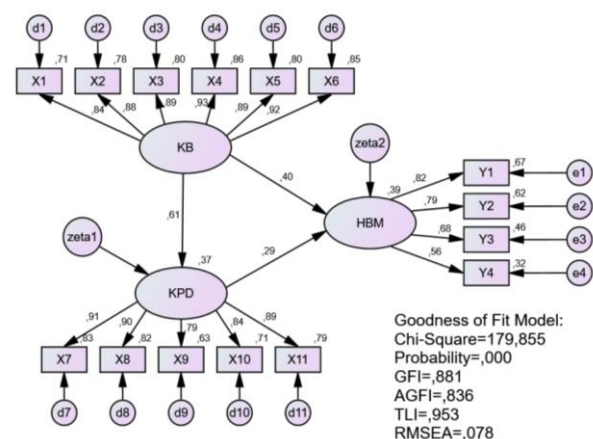 d1 d2 d3 d4 d5 d6
,71 ,78 ,80 ,86 ,80 ,85
X1 X2 X3 X4 X5 X6
,84 ,88 ,89 ,93 ,89 ,92
KB
zeta2
,40
,82 Y1 ,67 e1
,39
,79 Y2 ,62 e2
HBM
,61
,68 Y3 ,46 e3
zeta1
,29
,56 Y4 ,32 e4
,37
KPD
,91 ,90 ,79 ,84 ,89
,83 ,82 ,63 ,71 ,79
X7 X8 X9 X10 X11
d7 d8 d9 d10 d11
Goodness of Fit Model:
Chi-Square=179,855
Probability=,000
GFI=,881
AGFI=,836
TLI=,953
RMSEA=,078